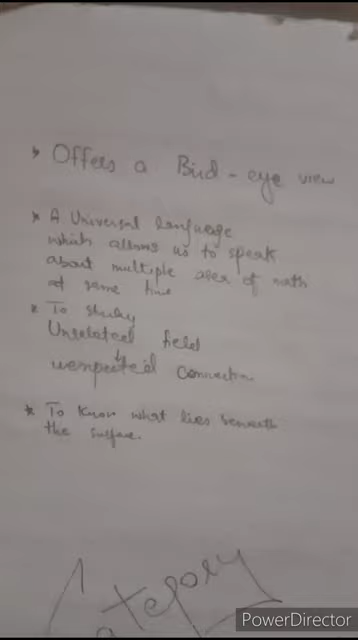 * Offers a Bird-eye view
* A Universal language
which allows us to speak
about multiple area of math
at same time
* To study
Unrelated field
unexpected connection
* To know what lies beneath
the surface.
Category
PowerDirector